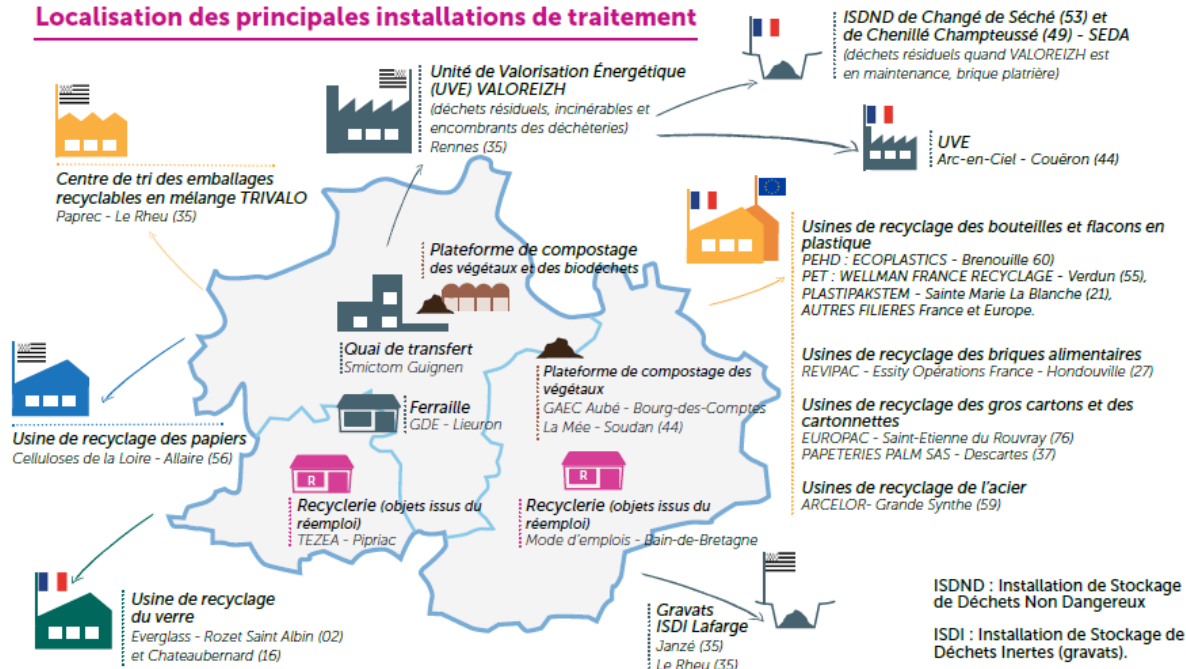 Localisation des principales installations de traitement
ISDND de Changé de Séché (53) et
de Chenillé Champteussé (49) - SEDA
(déchets résiduels quand VALOREIZH est
en maintenance, brique platrière)
Unité de Valorisation Énergétique
(UVE) VALOREIZH
(déchets résiduels, incinérables et
encombrants des déchèteries)
Rennes (35)
UVE
Arc-en-Ciel - Couëron (44)
Centre de tri des emballages
recyclables en mélange TRIVALO
Paprec - Le Rheu (35)
Plateforme de compostage
des végétaux et des biodéchets
Usines de recyclage des bouteilles et flacons en
plastique
PEHD : ECOPLASTICS - Brenouille 60)
PET : WELLMAN FRANCE RECYCLAGE - Verdun (55),
PLASTIPAKSTEM - Sainte Marie La Blanche (21),
AUTRES FILIERES France et Europe.
Quai de transfert
Smictom Guignen
Plateforme de compostage des
végétaux
GAEC Aubé - Bourg-des-Comptes
La Mée - Soudan (44)
Usines de recyclage des briques alimentaires
REVIPAC - Essity Opérations France - Hondouville (27)
Ferraille
GDE - Lieuron
Usines de recyclage des gros cartons et des
cartonnettes
EUROPAC - Saint-Etienne du Rouvray (76)
PAPETERIES PALM SAS - Descartes (37)
Usine de recyclage des papiers
Celluloses de la Loire - Allaire (56)
R
Recyclerie (objets issus du
réemploi)
TEZEA - Pipriac
R
Recyclerie (objets issus du
réemploi)
Mode d'emplois - Bain-de-Bretagne
Usines de recyclage de l'acier
ARCELOR- Grande Synthe (59)
Usine de recyclage
du verre
Everglass - Rozet Saint Albin (02)
et Chateaubernard (16)
Gravats
ISDI Lafarge
Janzé (35)
Le Rheu (35)
ISDND : Installation de Stockage
de Déchets Non Dangereux
ISDI : Installation de Stockage de
Déchets Inertes (gravats).